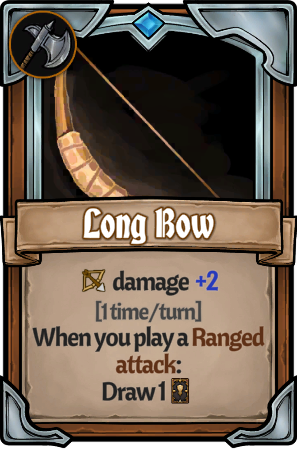 Long Bow
damage +2
[1 time/turn]
When you play a Ranged
attack:
Draw 1